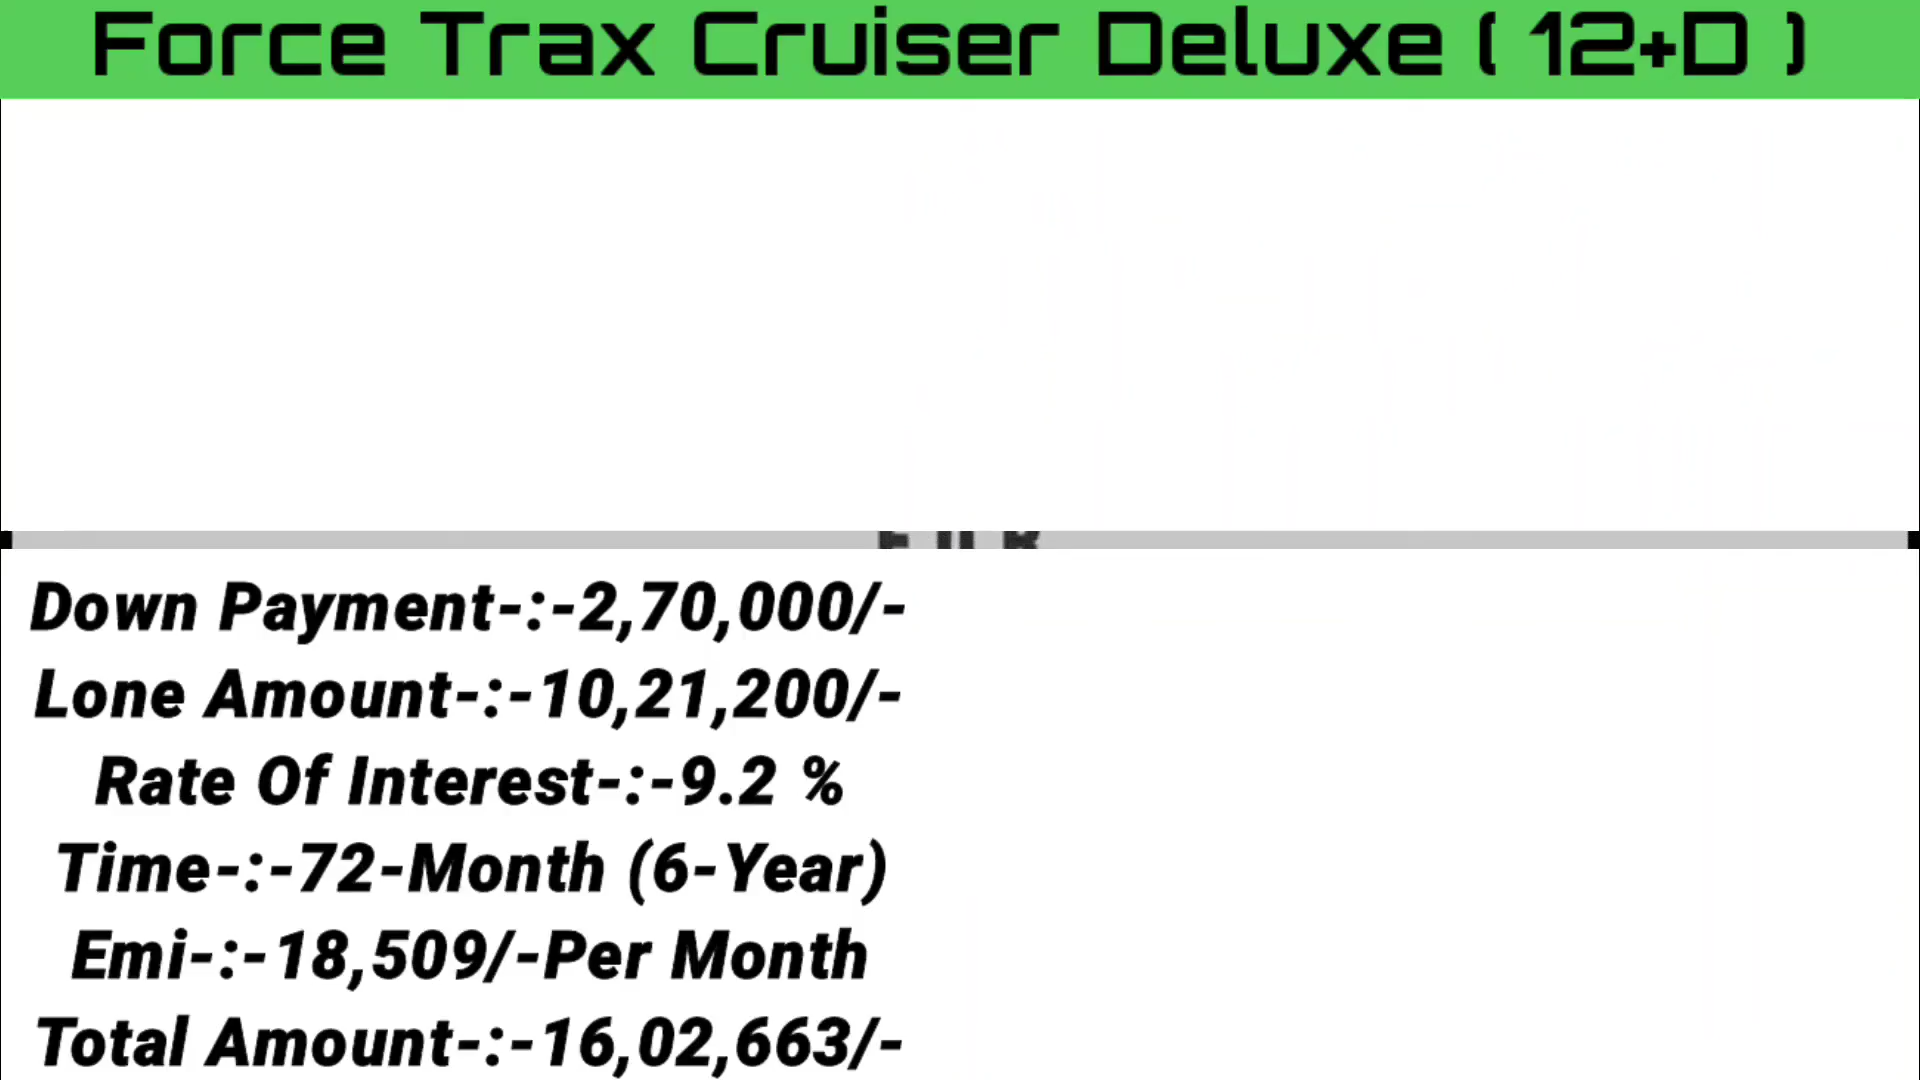 Force Trax Cruiser Deluxe ( 12+D )
Down Payment-:-2,70,000/-
Lone Amount-:-10,21,200/-
Rate Of Interest-:-9.2 %
Time-:-72-Month (6-Year)
Emi-:-18,509/-Per Month
Total Amount-:-16,02,663/-